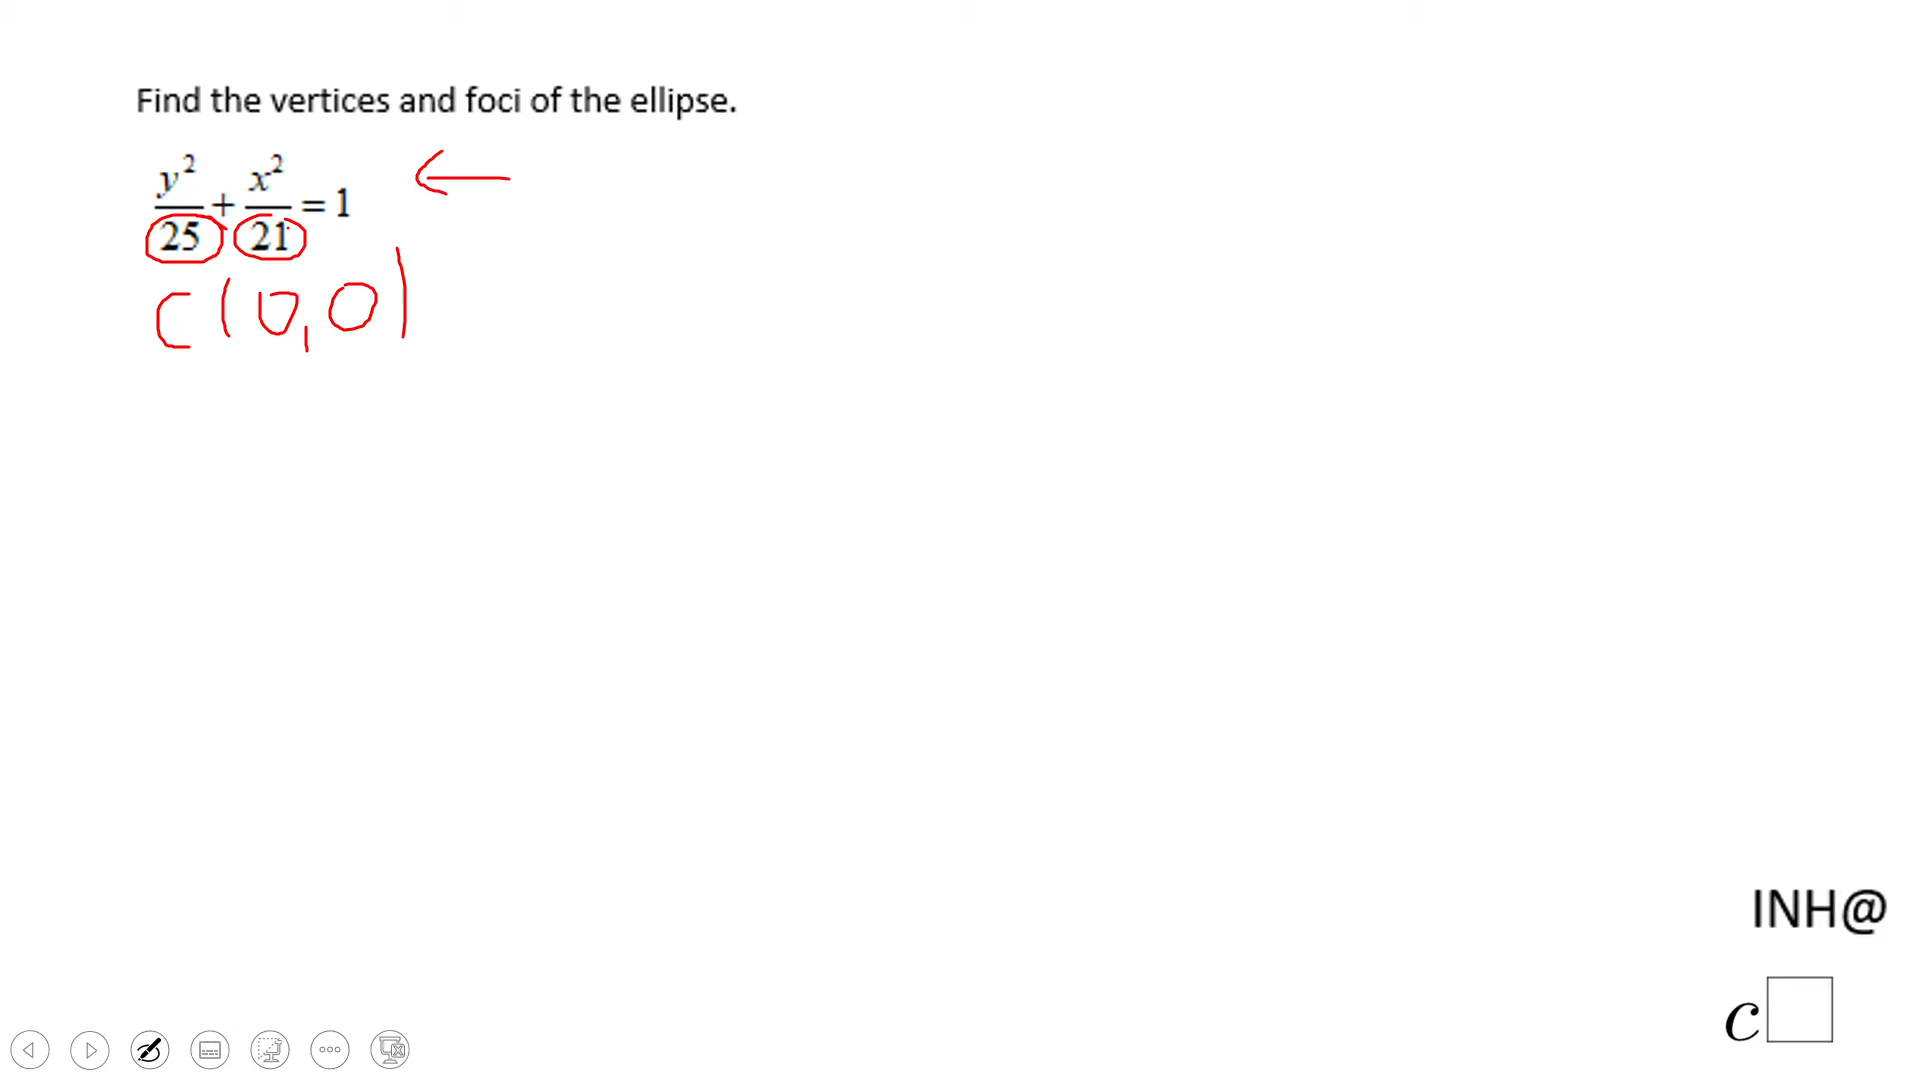 Find the vertices and foci of the ellipse.
y²/25 + x²/21 = 1
C(0,0)
INH@
c